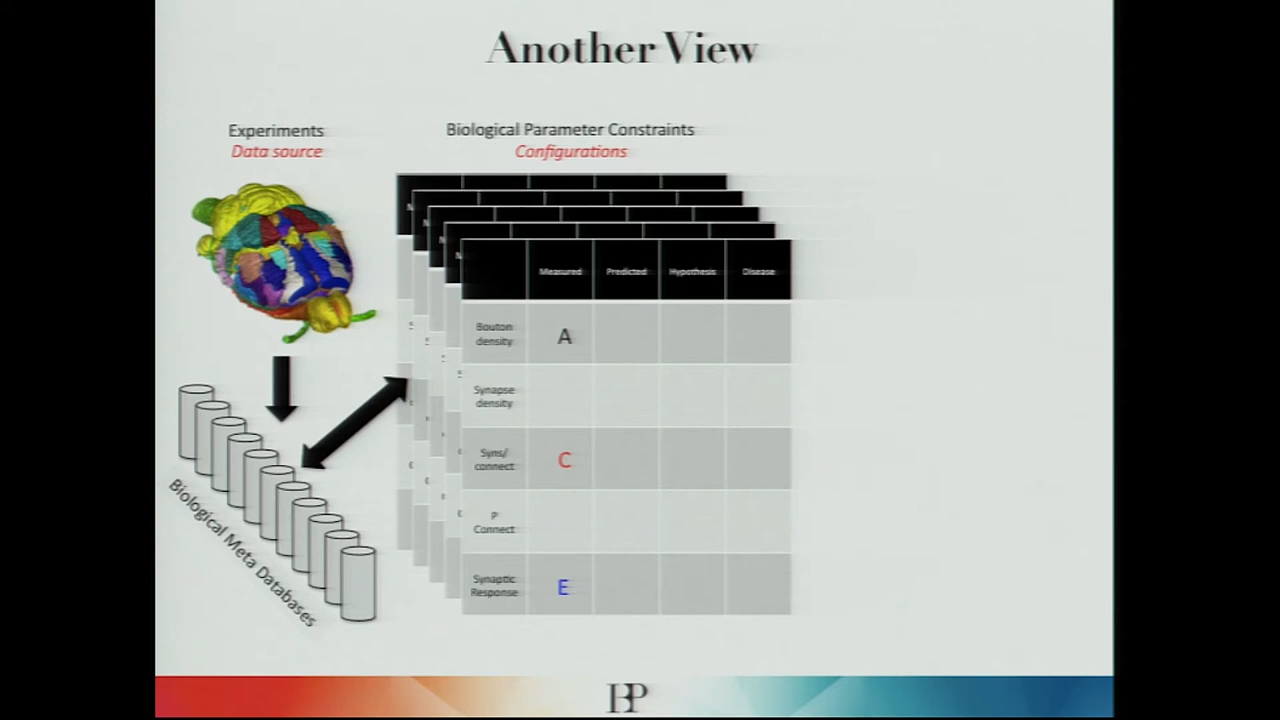 Another View
Experiments
Data source
Biological Parameter Constraints
Configurations
Measured
Predicted
Hypothesis
Disease
Bouton
density
A
Synapse
density
Syns/
connect
C
P
Connect
Synaptic
Response
E
Biological Meta Databases
HBP